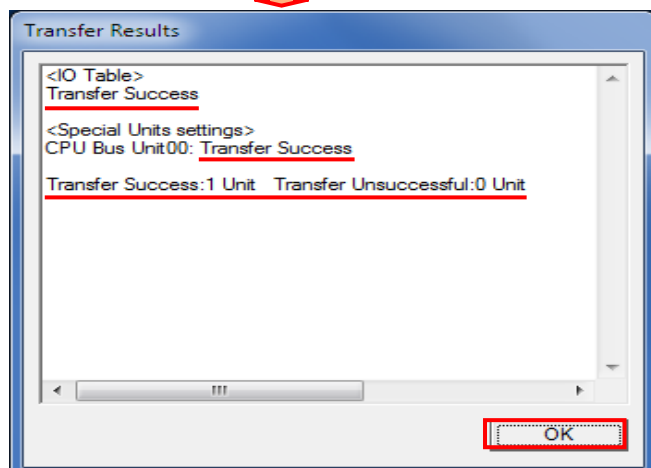 Transfer Results
<IO Table>
Transfer Success
<Special Units settings>
CPU Bus Unit00: Transfer Success
Transfer Success:1 Unit   Transfer Unsuccessful:0 Unit
OK